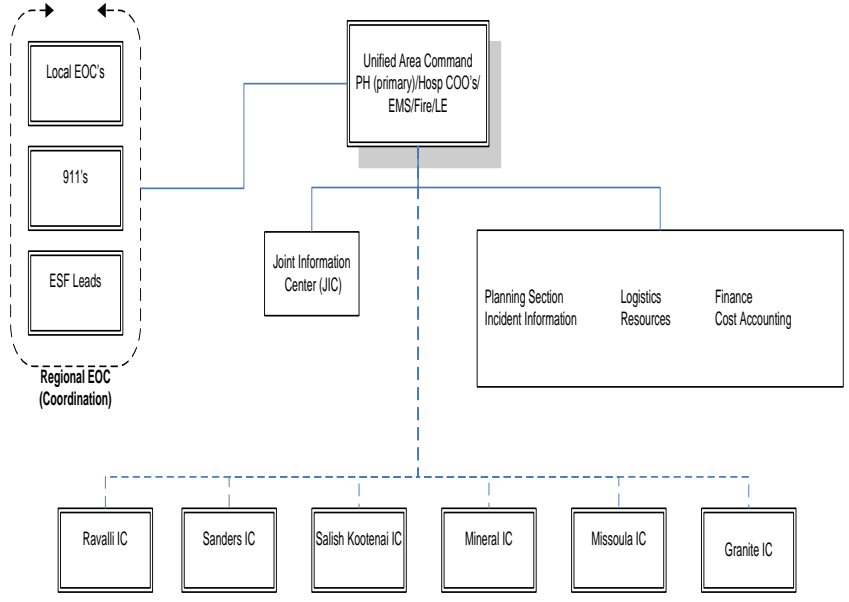 Local EOC's
911's
ESF Leads
Regional EOC
(Coordination)
Unified Area Command
PH (primary)/Hosp COO's/
EMS/Fire/LE
Joint Information
Center (JIC)
Planning Section
Incident Information
Logistics
Resources
Finance
Cost Accounting
Ravalli IC
Sanders IC
Salish Kootenai IC
Mineral IC
Missoula IC
Granite IC